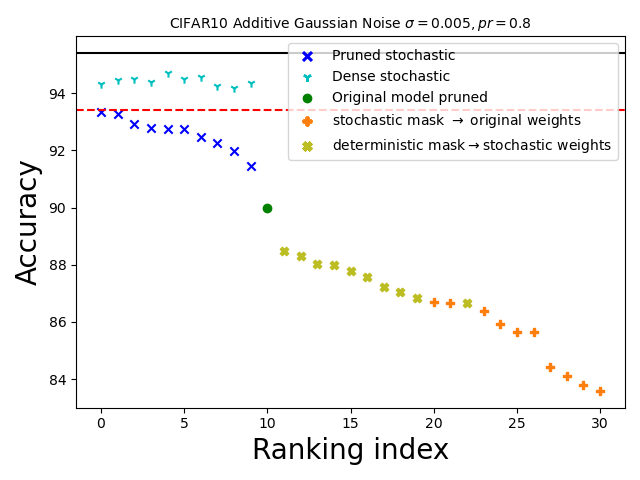 CIFAR10 Additive Gaussian Noise σ = 0.005, pr = 0.8
Pruned stochastic
Dense stochastic
Original model pruned
stochastic mask → original weights
deterministic mask → stochastic weights
Accuracy
94
92
90
88
86
84
0 5 10 15 20 25 30
Ranking index